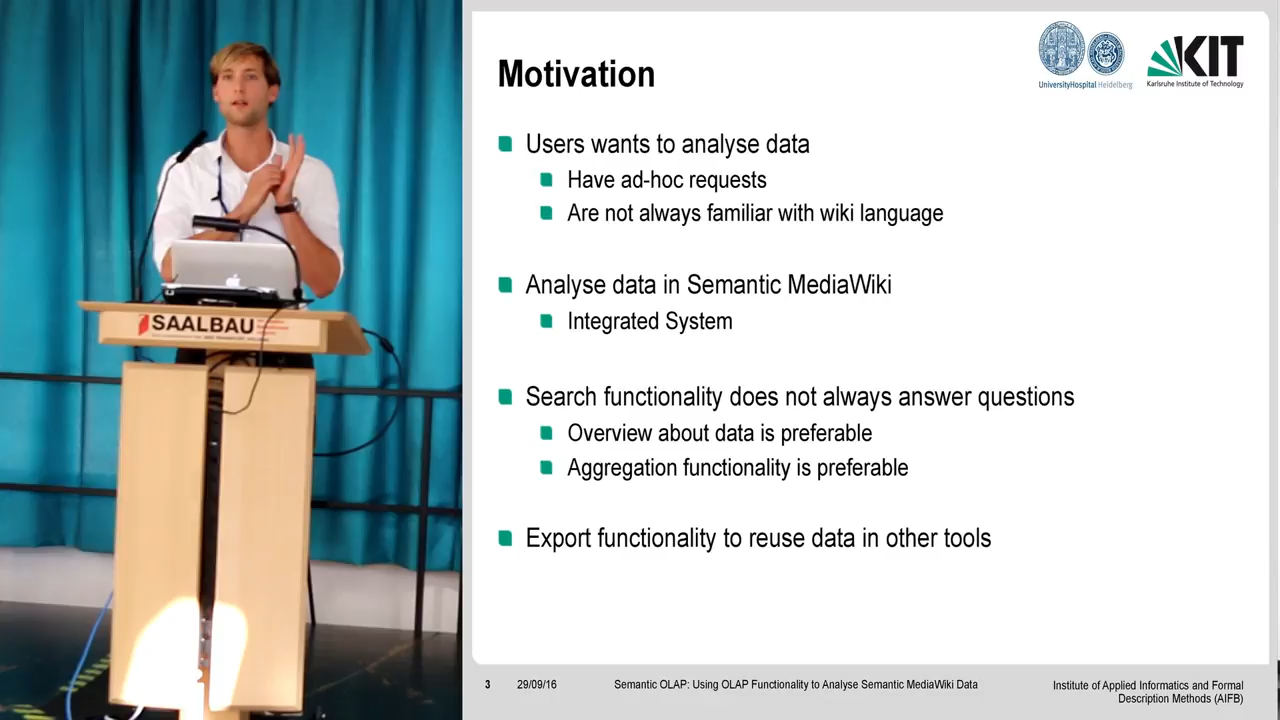 Motivation
UniversityHospital Heidelberg
KIT
Karlsruhe Institute of Technology
Users wants to analyse data
Have ad-hoc requests
Are not always familiar with wiki language
Analyse data in Semantic MediaWiki
Integrated System
Search functionality does not always answer questions
Overview about data is preferable
Aggregation functionality is preferable
Export functionality to reuse data in other tools
SAALBAU
3
29/09/16
Semantic OLAP: Using OLAP Functionality to Analyse Semantic MediaWiki Data
Institute of Applied Informatics and Formal
Description Methods (AIFB)